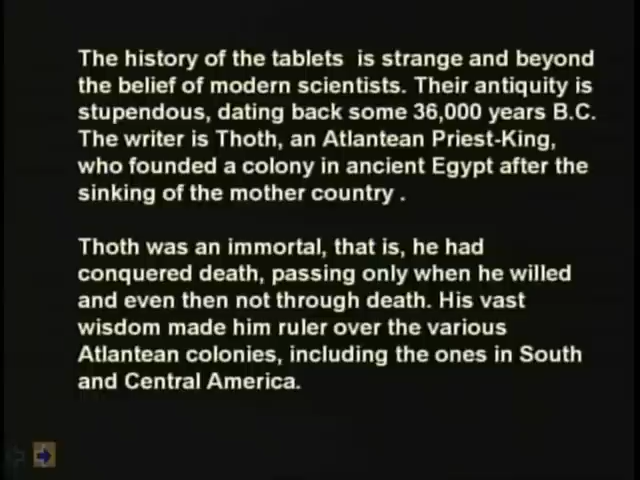 The history of the tablets is strange and beyond
the belief of modern scientists. Their antiquity is
stupendous, dating back some 36,000 years B.C.
The writer is Thoth, an Atlantean Priest-King,
who founded a colony in ancient Egypt after the
sinking of the mother country .
Thoth was an immortal, that is, he had
conquered death, passing only when he willed
and even then not through death. His vast
wisdom made him ruler over the various
Atlantean colonies, including the ones in South
and Central America.